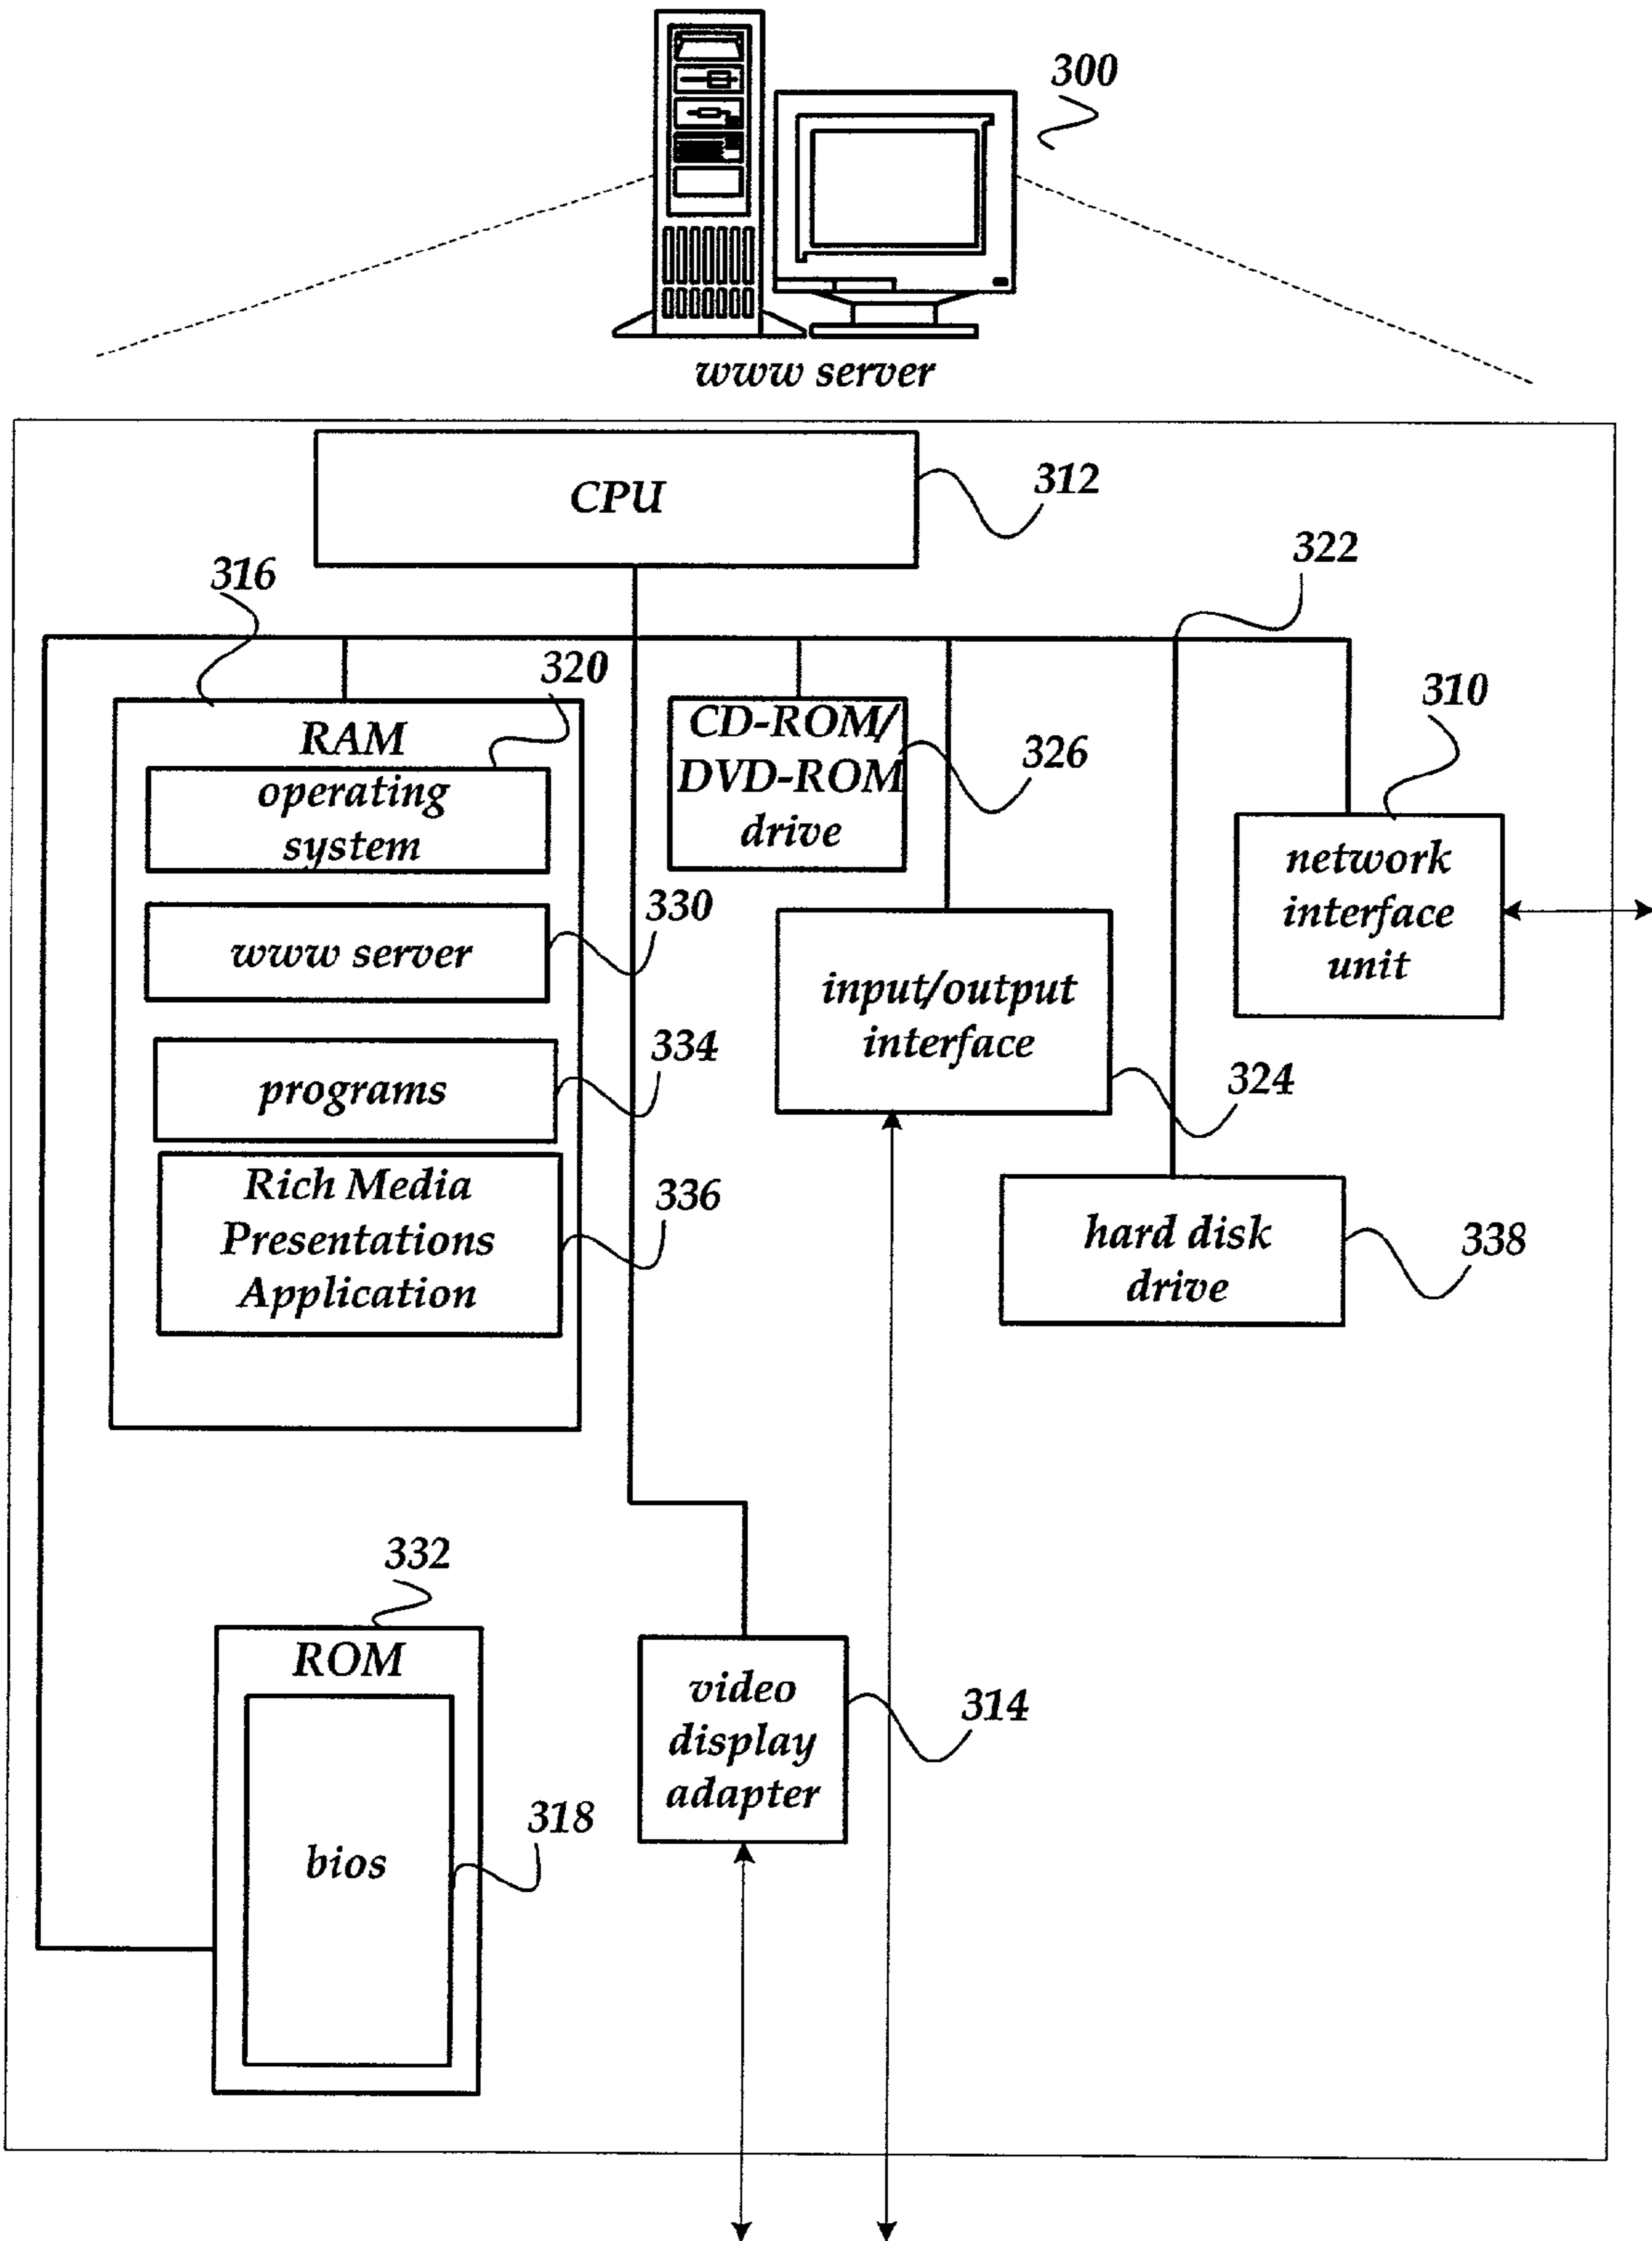 300
www server
CPU
312
322
316
320
310
RAM
operating
system
CD-ROM/
DVD-ROM
drive
326
network
interface
unit
330
www server
input/output
interface
334
programs
324
Rich Media
Presentations
Application
336
hard disk
drive
338
332
ROM
video
display
adapter
314
318
bios